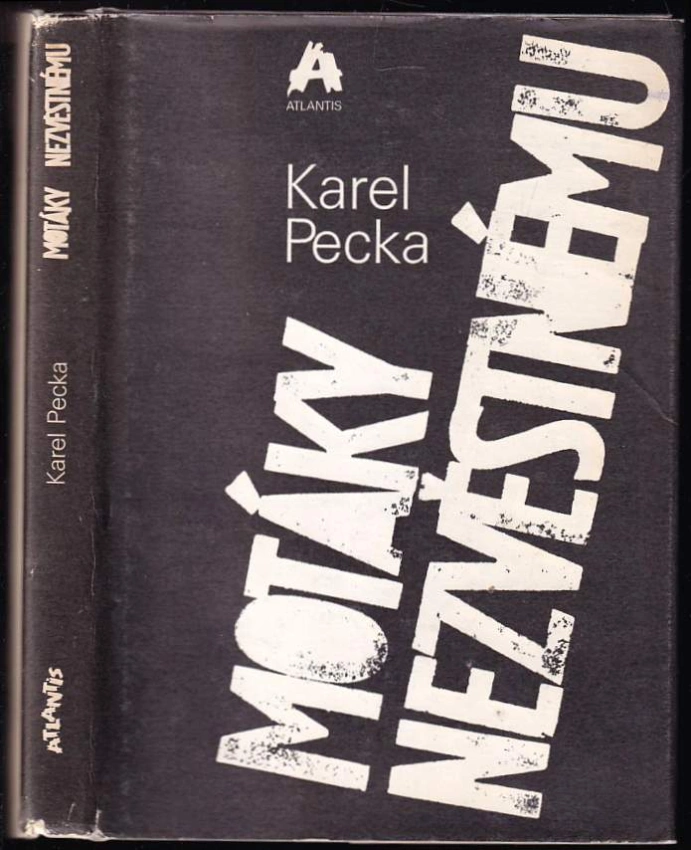 MOTÁKY NEZVĚSTNÉMU
Karel Pecka
ATLANTIS
ATLANTIS
Karel
Pecka
MOTÁKY
NEZVĚSTNÉMU